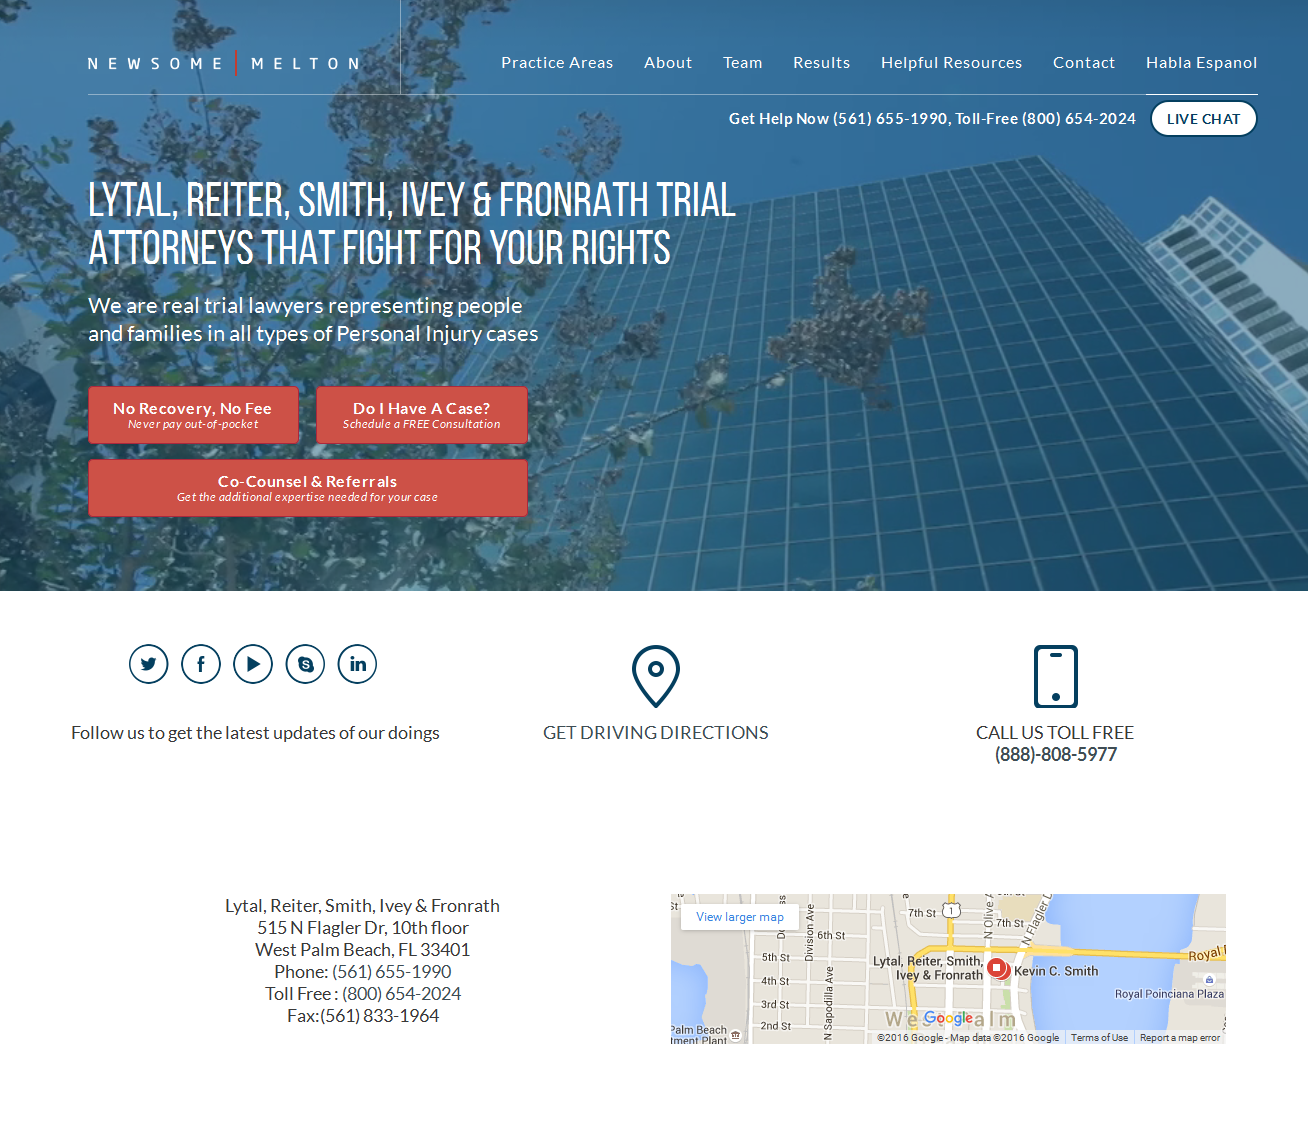 NEWSOME | MELTON
Practice Areas About Team Results Helpful Resources Contact Habla Espanol
Get Help Now (561) 655-1990, Toll-Free (800) 654-2024 LIVE CHAT
LYTAL, REITER, SMITH, IVEY & FRONRATH TRIAL
ATTORNEYS THAT FIGHT FOR YOUR RIGHTS
We are real trial lawyers representing people
and families in all types of Personal Injury cases
No Recovery, No Fee
Never pay out-of-pocket
Do I Have A Case?
Schedule a FREE Consultation
Co-Counsel & Referrals
Get the additional expertise needed for your case
Follow us to get the latest updates of our doings
GET DRIVING DIRECTIONS
CALL US TOLL FREE
(888)-808-5977
Lytal, Reiter, Smith, Ivey & Fronrath
515 N Flagler Dr, 10th floor
West Palm Beach, FL 33401
Phone: (561) 655-1990
Toll Free : (800) 654-2024
Fax:(561) 833-1964
View larger map
7th St
1
7th St
N Olive
N Flagler
Division Ave
6th St
5th St
4th St
3rd St
2nd St
N Sapodilla Ave
Lytal, Reiter, Smith,
Ivey & Fronrath
Kevin C. Smith
Royal
Royal Poinciana Plaza
Palm Beach
Plant
Google
©2016 Google - Map data ©2016 Google Terms of Use Report a map error